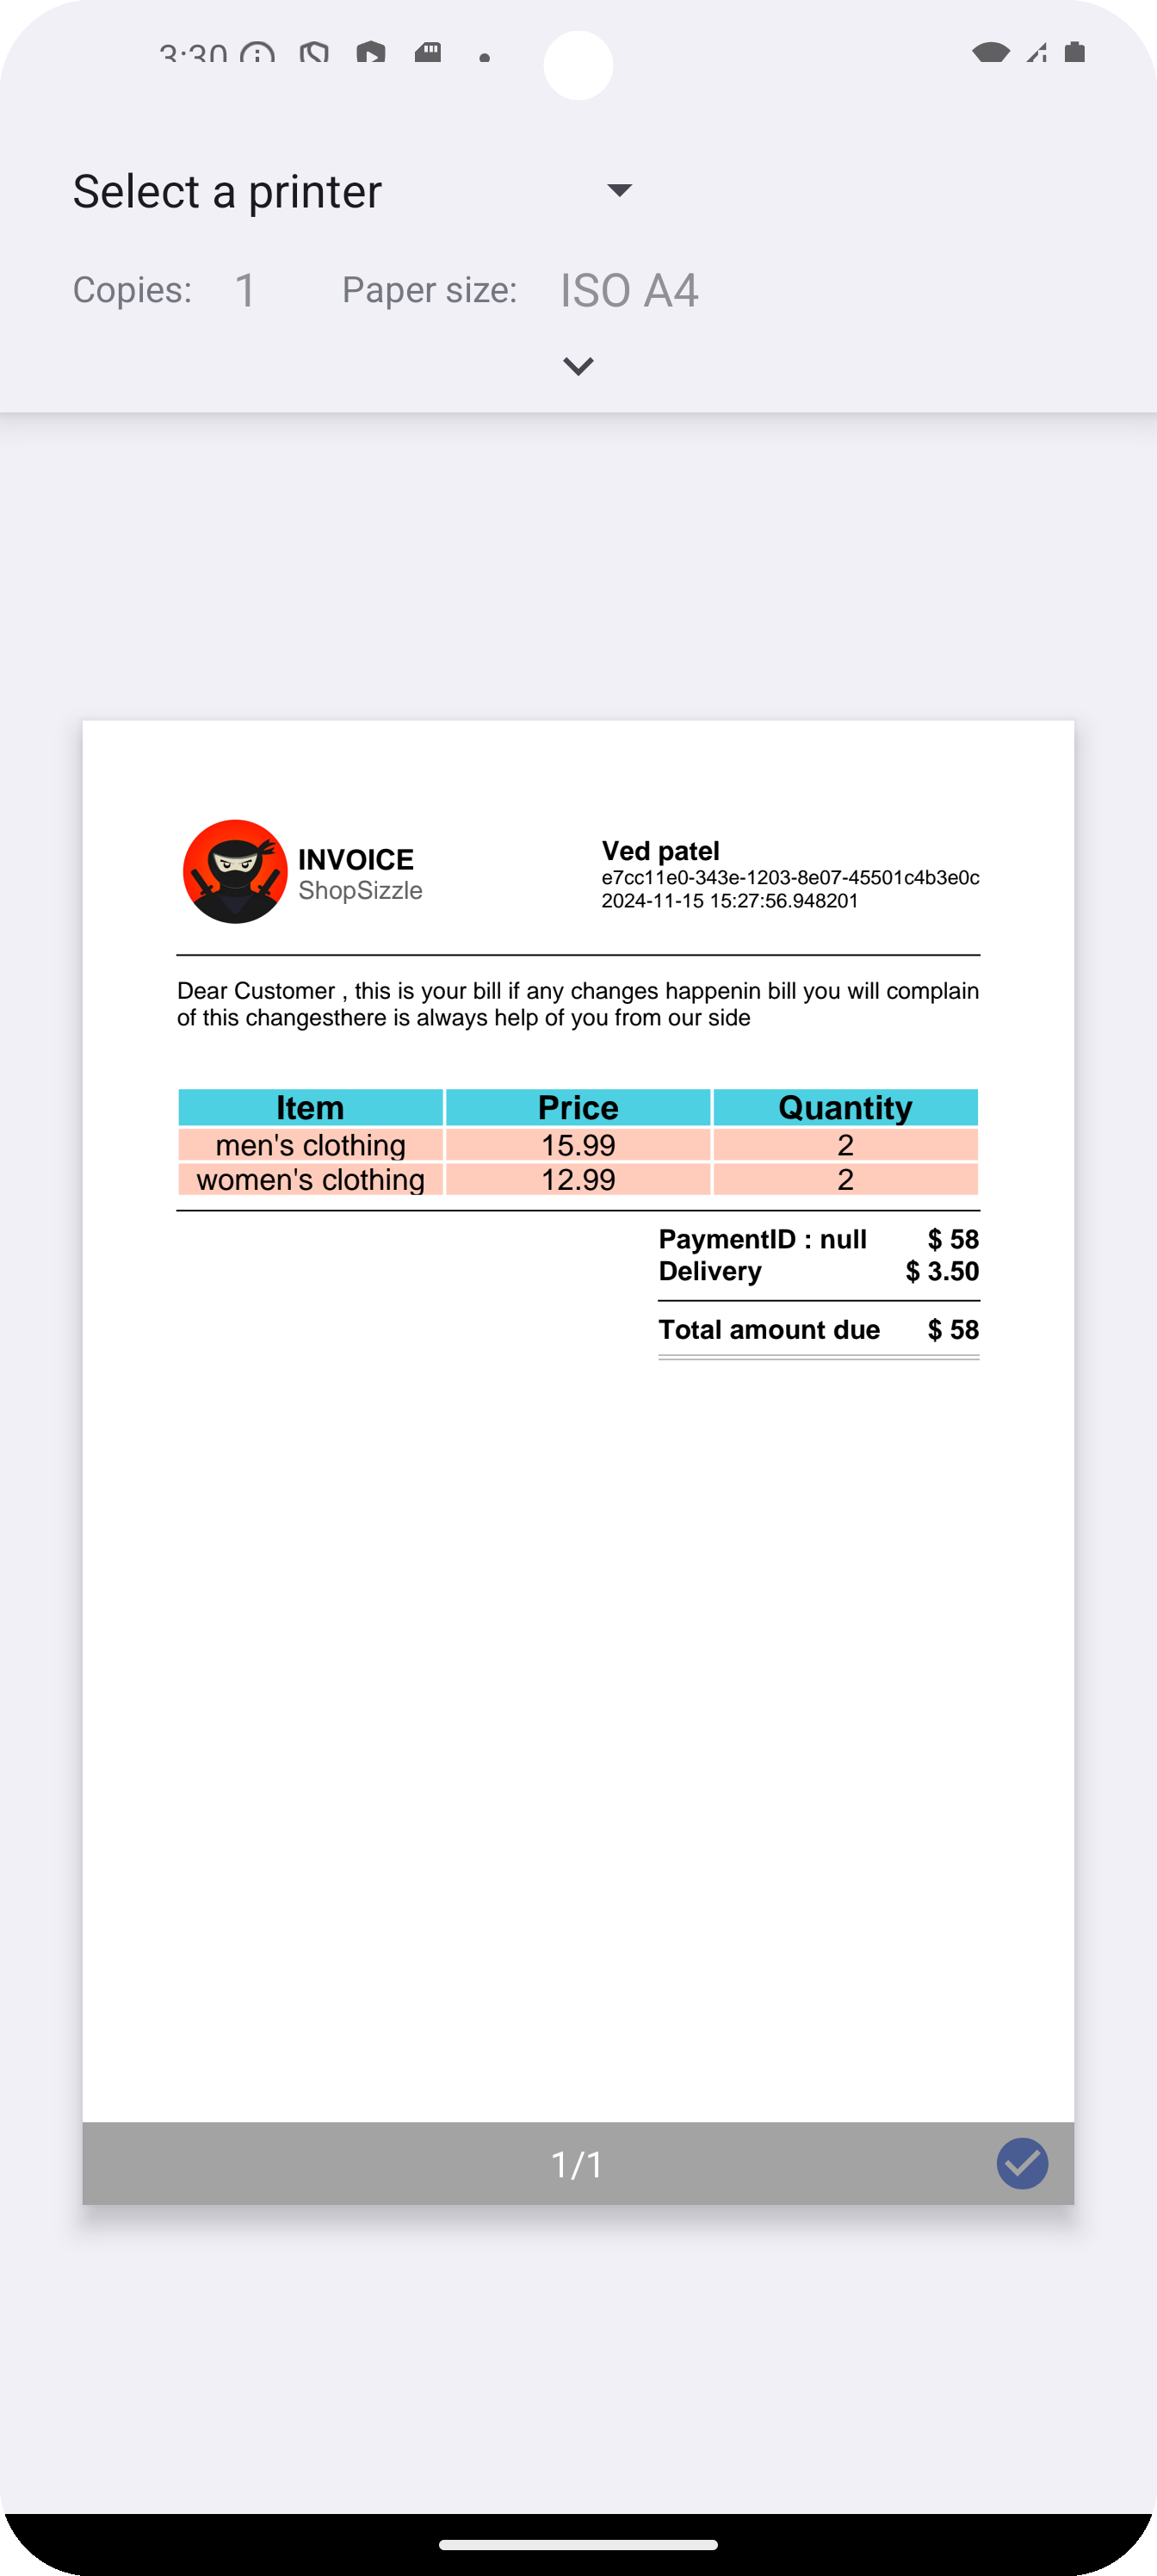 3:30
Select a printer
Copies: 1 Paper size: ISO A4
INVOICE
ShopSizzle
Ved patel
e7cc11e0-343e-1203-8e07-45501c4b3e0c
2024-11-15 15:27:56.948201
Dear Customer , this is your bill if any changes happenin bill you will complain
of this changesthere is always help of you from our side
Item Price Quantity
men's clothing 15.99 2
women's clothing 12.99 2
PaymentID : null $ 58
Delivery $ 3.50
Total amount due $ 58
1/1